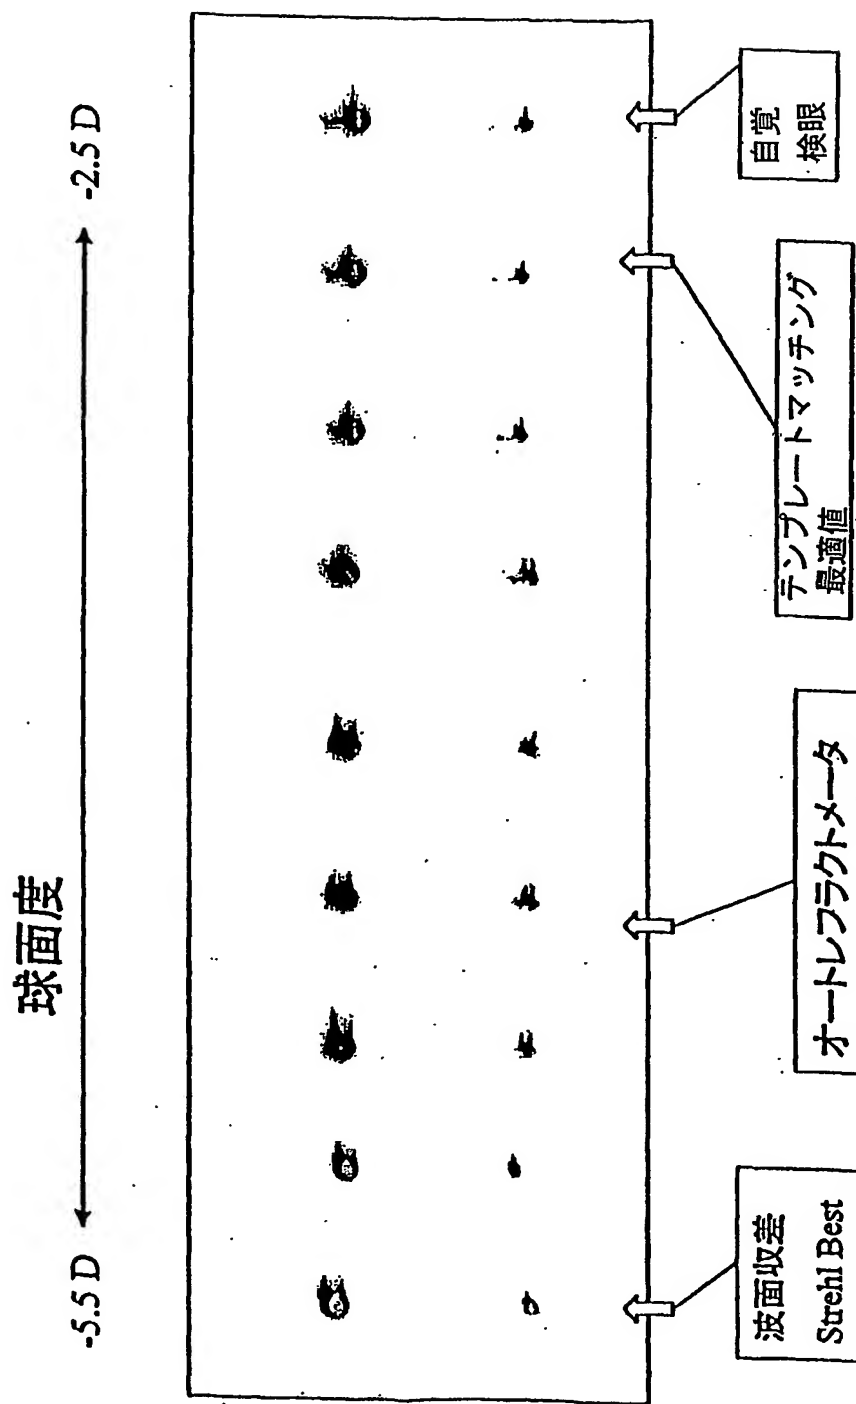 球面度
-5.5 D
-2.5 D
波面収差
Strehl Best
オートレフラクトメータ
テンプレートマッチング
最適値
自覚
検眼